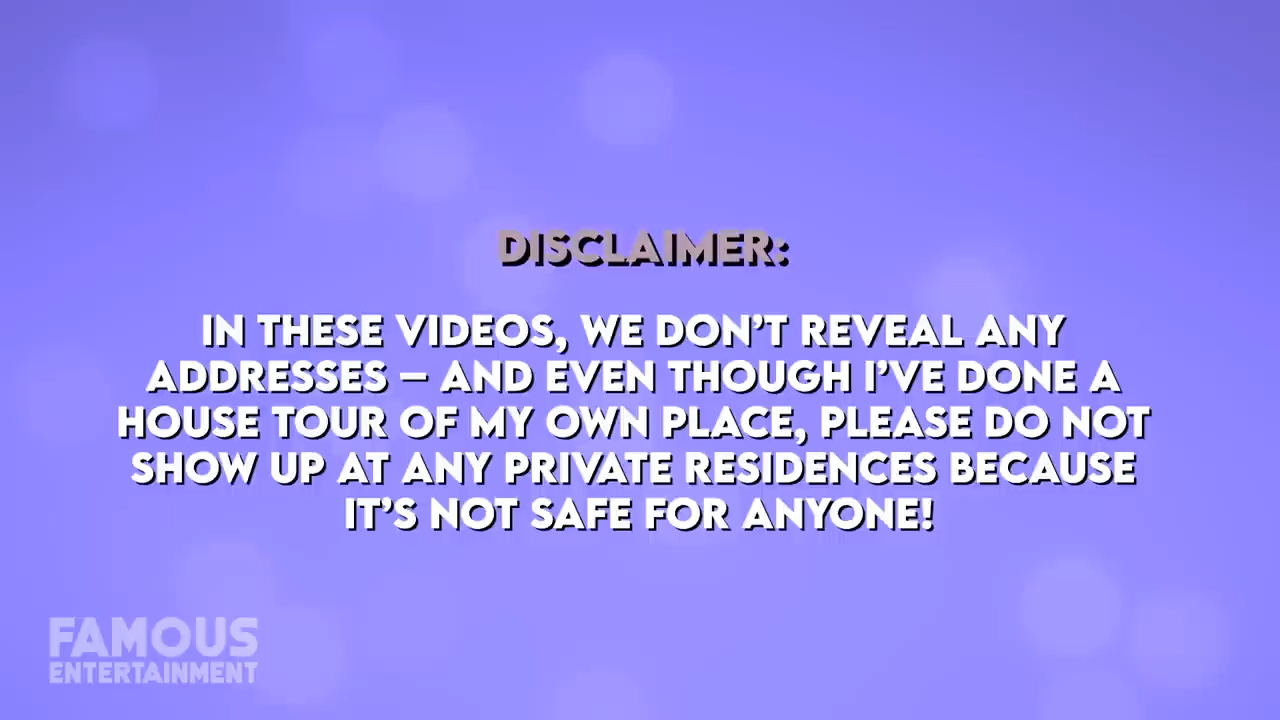 DISCLAIMER:
IN THESE VIDEOS, WE DON'T REVEAL ANY
ADDRESSES – AND EVEN THOUGH I'VE DONE A
HOUSE TOUR OF MY OWN PLACE, PLEASE DO NOT
SHOW UP AT ANY PRIVATE RESIDENCES BECAUSE
IT'S NOT SAFE FOR ANYONE!
FAMOUS
ENTERTAINMENT